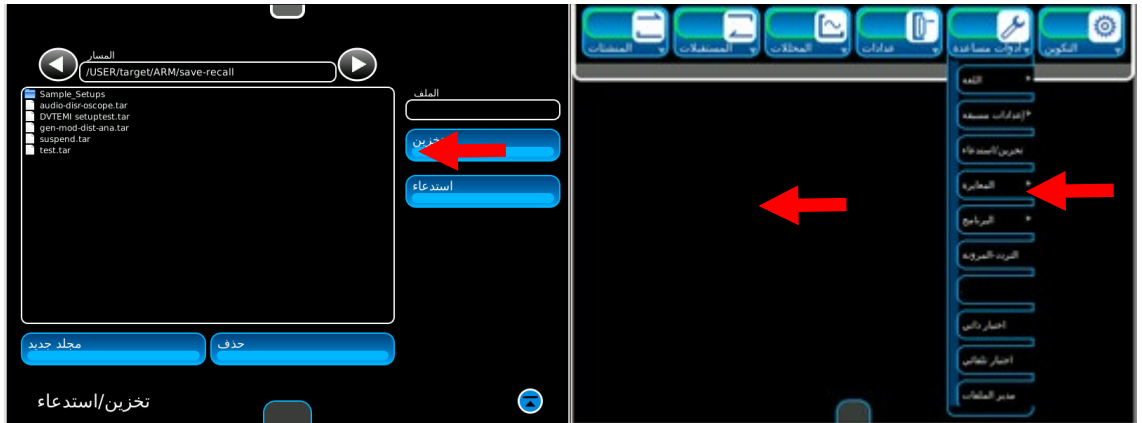 المسار
/USER/target/ARM/save-recall
Sample_Setups
audio-disr-oscope.tar
DVTEMI setuptest.tar
gen-mod-dist-ana.tar
suspend.tar
test.tar
الملف
استدعاء
مجلد جديد
حذف
تخزين/استدعاء
التكوين
أدوات مساعدة
عدادات
المحللات
المستقبلات
المنشئات
اللغة
إعدادات مسبقة
تخزين/استدعاء
المعايرة
البرنامج
التردد-المرونة
اختبار ذاتي
اختبار تلقائي
مدير الملفات